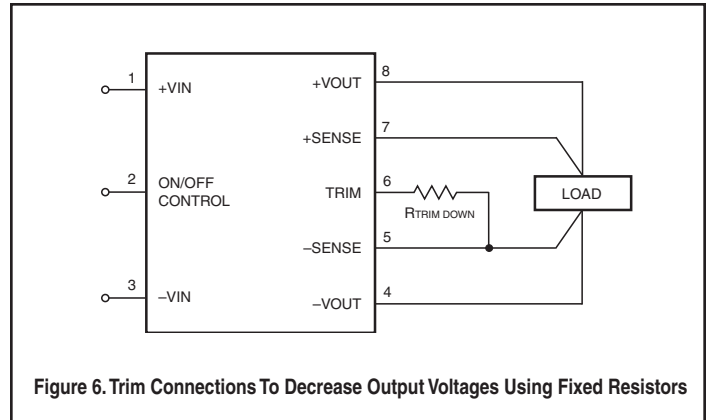 1 +VIN
+VOUT 8
+SENSE 7
2 ON/OFF
CONTROL
TRIM 6
RTRIM DOWN
LOAD
–SENSE 5
3 –VIN
–VOUT 4
Figure 6. Trim Connections To Decrease Output Voltages Using Fixed Resistors